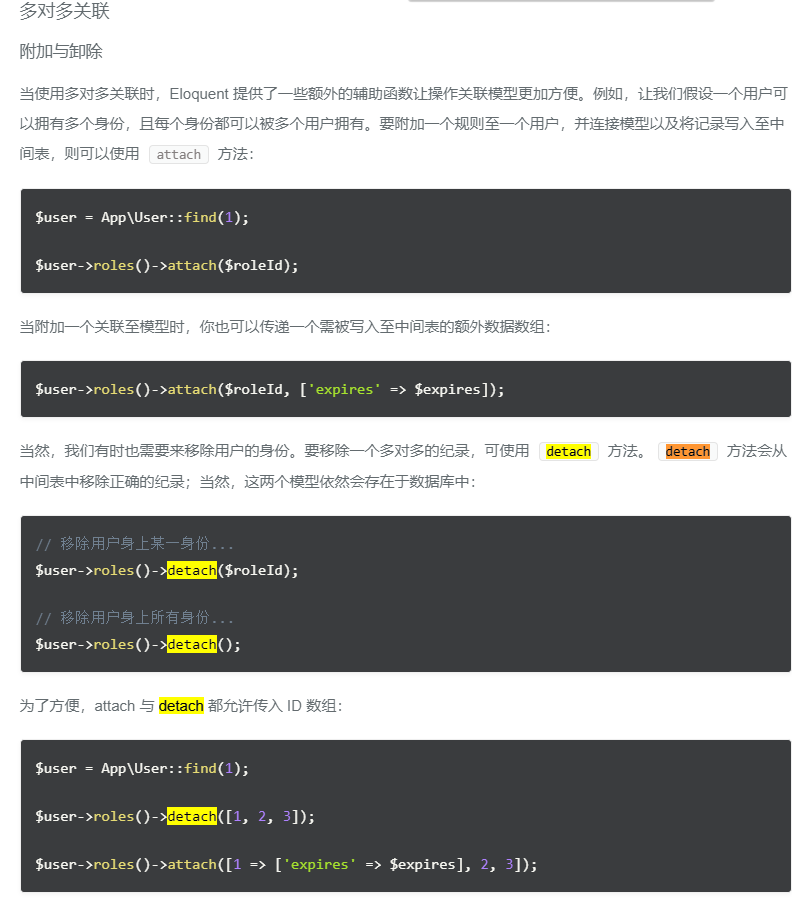 多对多关联
附加与卸除
当使用多对多关联时，Eloquent 提供了一些额外的辅助函数让操作关联模型更加方便。例如，让我们假设一个用户可
以拥有多个身份，且每个身份都可以被多个用户拥有。要附加一个规则至一个用户，并连接模型以及将记录写入至中
间表，则可以使用 attach 方法：
$user = App\User::find(1);
$user->roles()->attach($roleId);
当附加一个关联至模型时，你也可以传递一个需被写入至中间表的额外数据数组：
$user->roles()->attach($roleId, ['expires' => $expires]);
当然，我们有时也需要来移除用户的身份。要移除一个多对多的纪录，可使用 detach 方法。 detach 方法会从
中间表中移除正确的纪录；当然，这两个模型依然会存在于数据库中：
// 移除用户身上某一身份...
$user->roles()->detach($roleId);
// 移除用户身上所有身份...
$user->roles()->detach();
为了方便，attach 与 detach 都允许传入 ID 数组：
$user = App\User::find(1);
$user->roles()->detach([1, 2, 3]);
$user->roles()->attach([1 => ['expires' => $expires], 2, 3]);